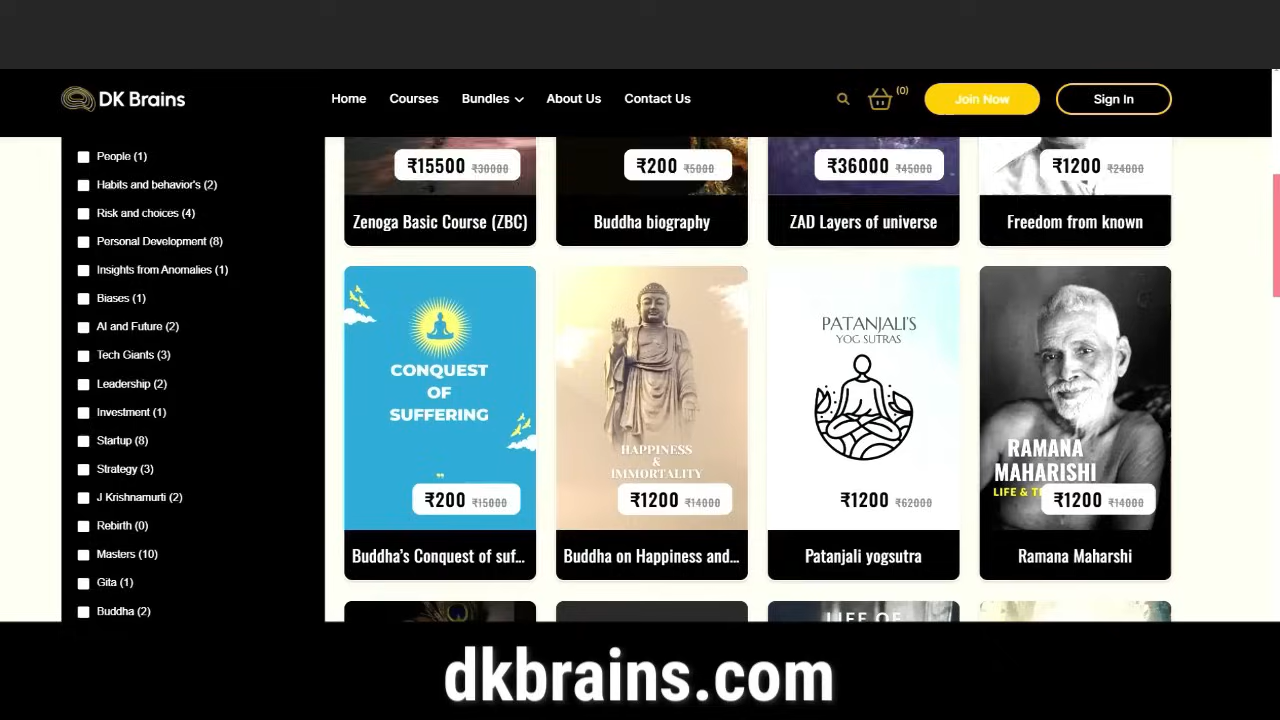 DK Brains
Home
Courses
Bundles
About Us
Contact Us
(0)
Join Now
Sign In
People (1)
Habits and behavior's (2)
Risk and choices (4)
Personal Development (8)
Insights from Anomalies (1)
Biases (1)
AI and Future (2)
Tech Giants (3)
Leadership (2)
Investment (1)
Startup (8)
Strategy (3)
J Krishnamurti (2)
Rebirth (0)
Masters (10)
Gita (1)
Buddha (2)
₹15500 ₹30000
Zenoga Basic Course (ZBC)
₹200 ₹5000
Buddha biography
₹36000 ₹45000
ZAD Layers of universe
₹1200 ₹24000
Freedom from known
CONQUEST
OF
SUFFERING
₹200 ₹15000
Buddha's Conquest of suf...
HAPPINESS
&
IMMORTALITY
₹1200 ₹14000
Buddha on Happiness and...
PATANJALI'S
YOG SUTRAS
₹1200 ₹62000
Patanjali yogsutra
RAMANA
MAHARISHI
LIFE &
₹1200 ₹14000
Ramana Maharshi
LIFE OF
dkbrains.com